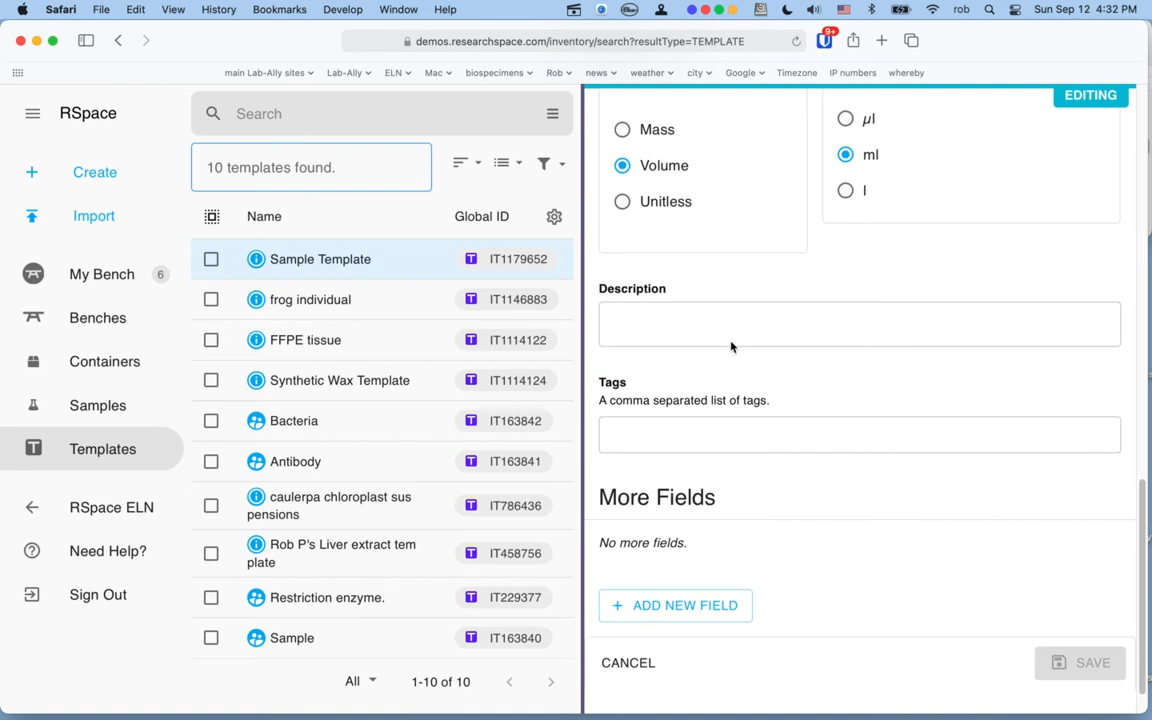 Safari File Edit View History Bookmarks Develop Window Help rob Sun Sep 12 4:32 PM
9+
demos.researchspace.com/inventory/search?resultType=TEMPLATE
main Lab-Ally sites Lab-Ally ELN Mac biospecimens Rob news weather city Google Timezone IP numbers whereby
RSpace
Create
Import
My Bench 6
Benches
Containers
Samples
Templates
RSpace ELN
Need Help?
Sign Out
Search
10 templates found.
Name Global ID
Sample Template IT1179652
frog individual IT1146883
FFPE tissue IT1114122
Synthetic Wax Template IT1114124
Bacteria IT163842
Antibody IT163841
caulerpa chloroplast sus
pensions IT786436
Rob P's Liver extract tem
plate IT458756
Restriction enzyme. IT229377
Sample IT163840
All 1-10 of 10
EDITING
Mass
Volume
Unitless
µl
ml
l
Description
Tags
A comma separated list of tags.
More Fields
No more fields.
+ ADD NEW FIELD
CANCEL
SAVE